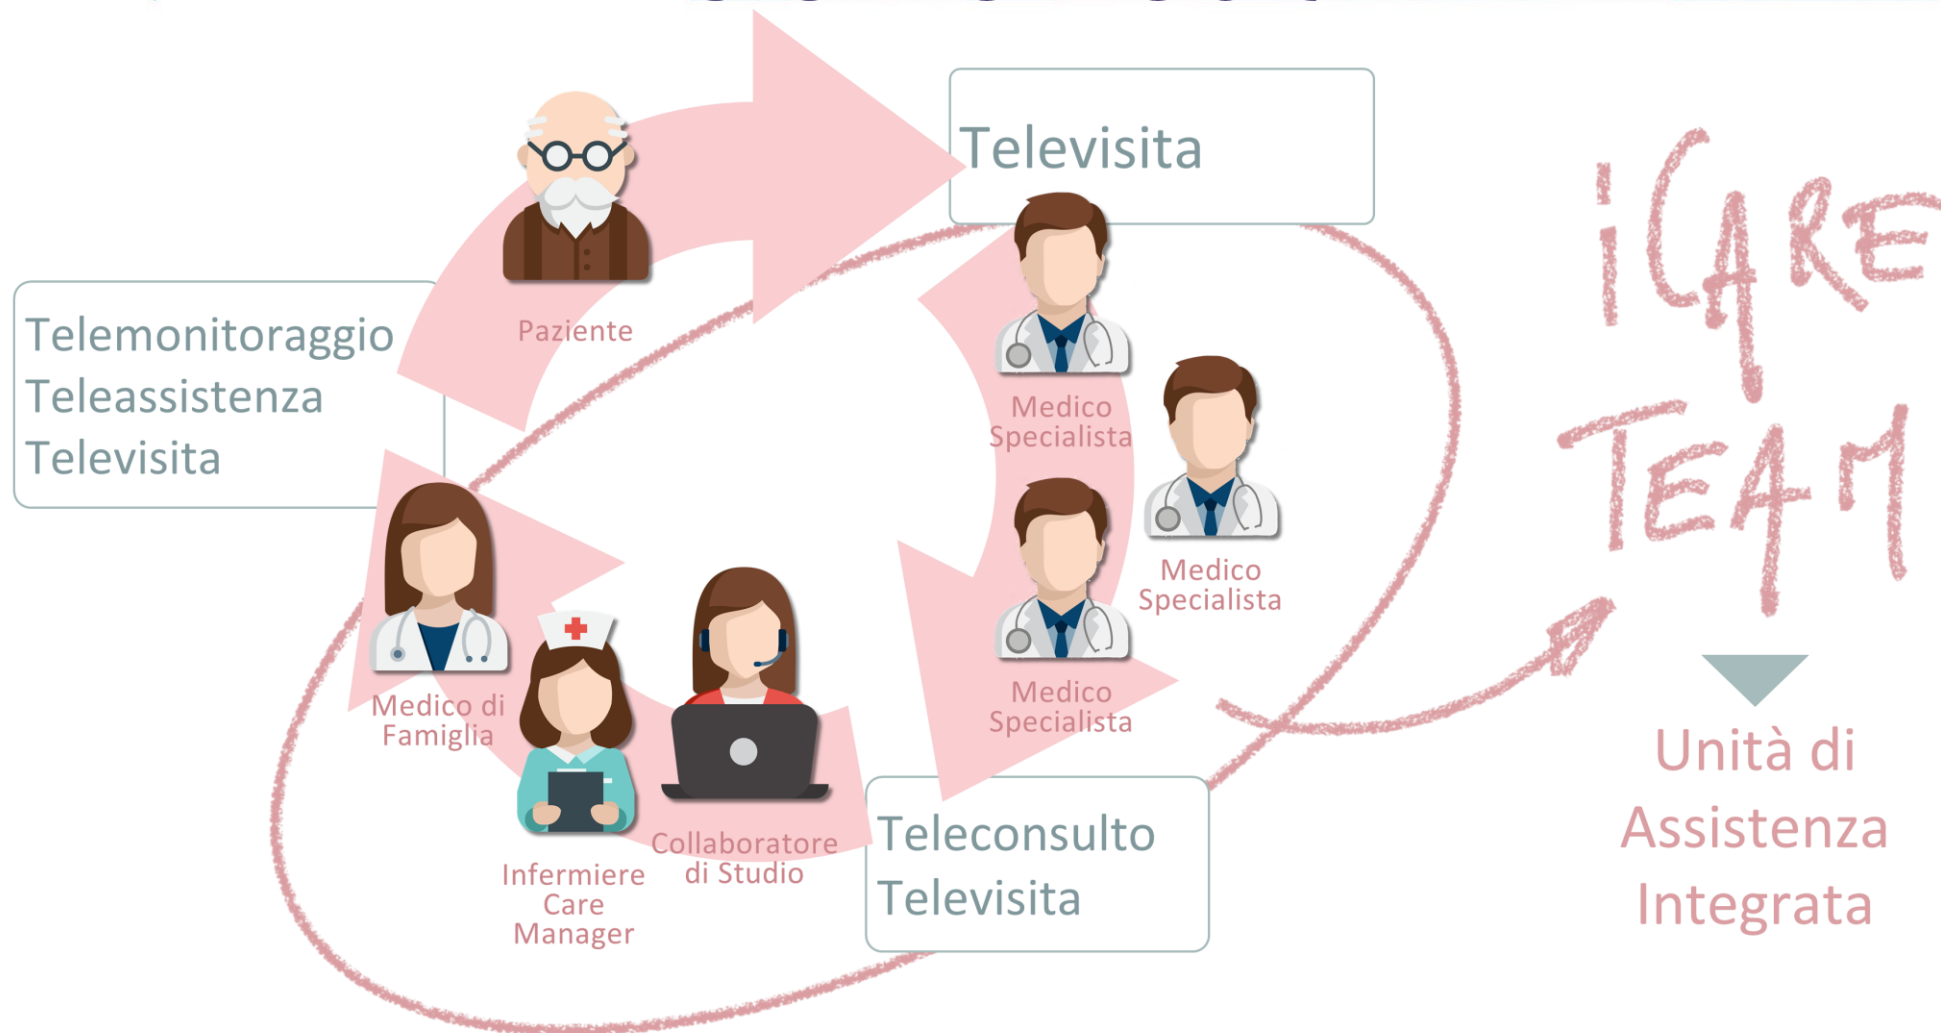 Televisita
Telemonitoraggio
Teleassistenza
Televisita
Paziente
Medico
Specialista
Medico
Specialista
Medico
Specialista
Medico di
Famiglia
Infermiere
Care
Manager
Collaboratore
di Studio
Teleconsulto
Televisita
iCARE
TEAM
Unità di
Assistenza
Integrata